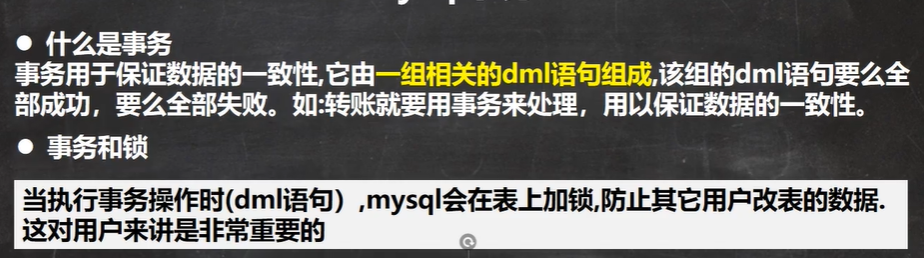 ● 什么是事务
事务用于保证数据的一致性,它由一组相关的dml语句组成,该组的dml语句要么全
部成功，要么全部失败。如:转账就要用事务来处理，用以保证数据的一致性。
● 事务和锁
当执行事务操作时(dml语句）,mysql会在表上加锁,防止其它用户改表的数据.
这对用户来讲是非常重要的